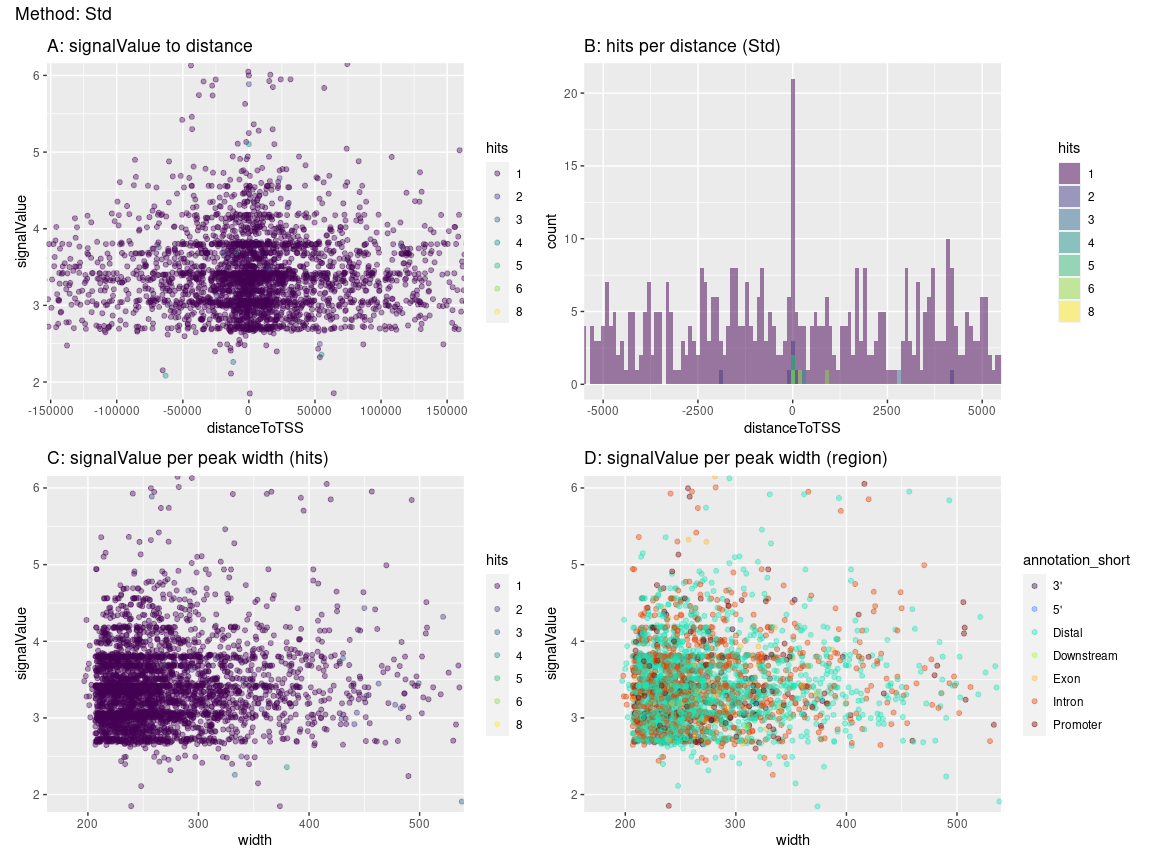 Method: Std
A: signalValue to distance
6
5
4
3
2
signalValue
-150000 -100000 -50000 0 50000 100000 150000
distanceToTSS
hits
1
2
3
4
5
6
8
B: hits per distance (Std)
20
15
10
5
0
count
-5000 -2500 0 2500 5000
distanceToTSS
hits
1
2
3
4
5
6
8
C: signalValue per peak width (hits)
6
5
4
3
2
signalValue
200 300 400 500
width
hits
1
2
3
4
5
6
8
D: signalValue per peak width (region)
6
5
4
3
2
signalValue
200 300 400 500
width
annotation_short
3'
5'
Distal
Downstream
Exon
Intron
Promoter